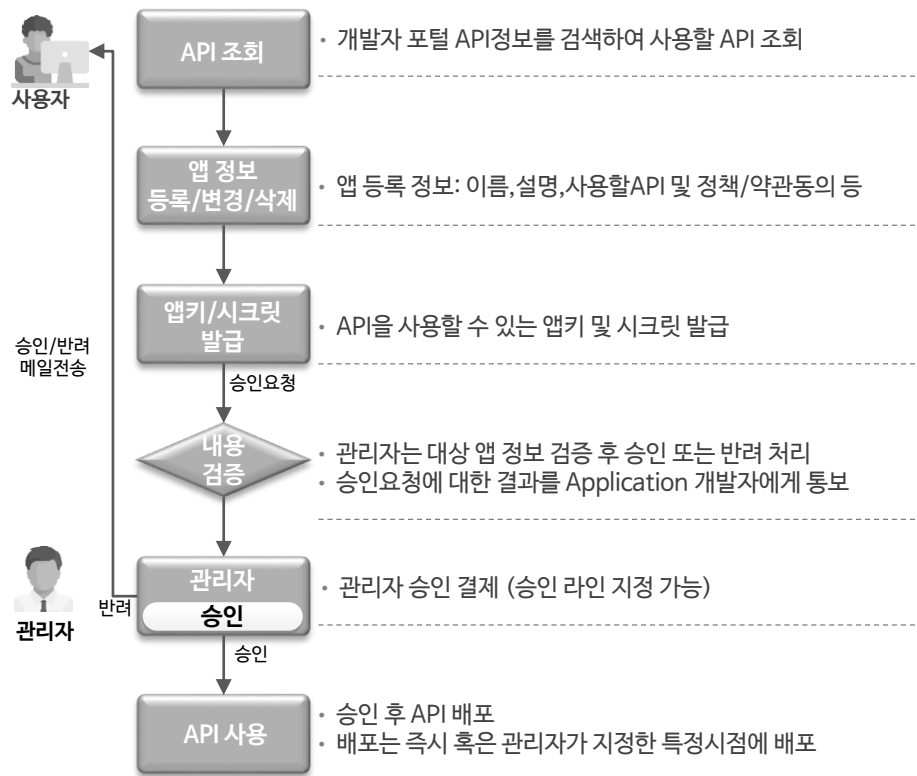 사용자
API 조회
• 개발자 포털 API정보를 검색하여 사용할 API 조회
앱 정보
등록/변경/삭제
• 앱 등록 정보: 이름,설명,사용할API 및 정책/약관동의 등
앱키/시크릿
발급
• API을 사용할 수 있는 앱키 및 시크릿 발급
승인/반려
메일전송
승인요청
내용
검증
• 관리자는 대상 앱 정보 검증 후 승인 또는 반려 처리
• 승인요청에 대한 결과를 Application 개발자에게 통보
관리자
반려
관리자
승인
• 관리자 승인 결제 (승인 라인 지정 가능)
승인
API 사용
• 승인 후 API 배포
• 배포는 즉시 혹은 관리자가 지정한 특정시점에 배포